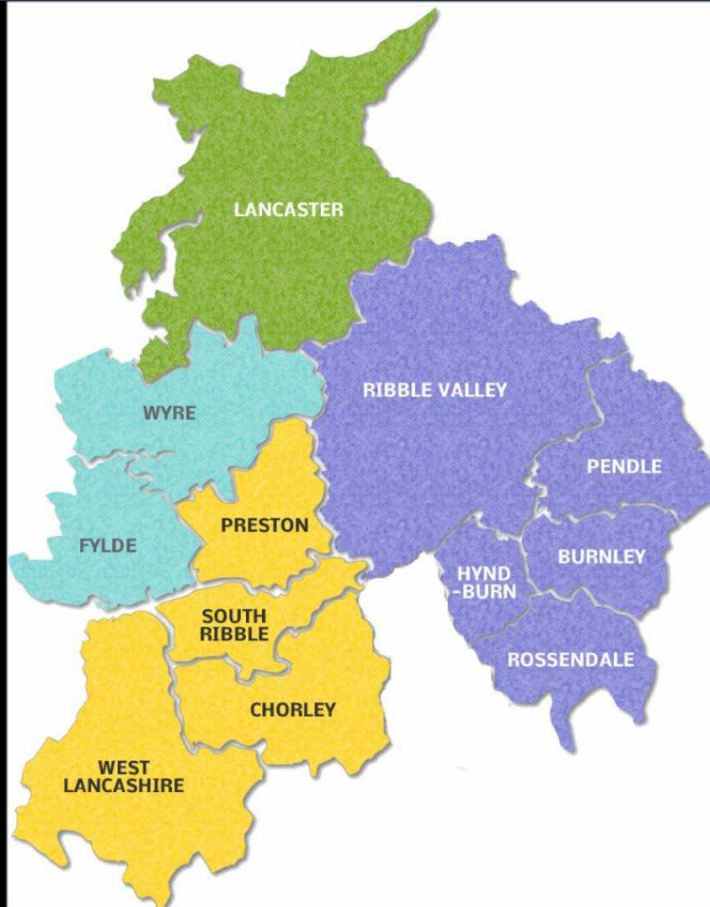 LANCASTER
RIBBLE VALLEY
WYRE
PENDLE
PRESTON
FYLDE
BURNLEY
HYND
-BURN
SOUTH
RIBBLE
ROSSENDALE
CHORLEY
WEST
LANCASHIRE